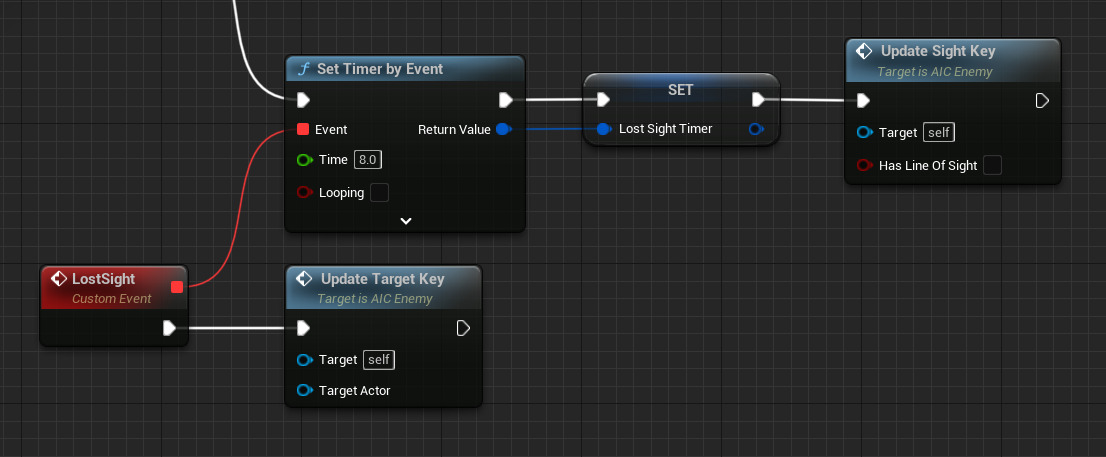 Set Timer by Event
Event
Return Value
Time 8.0
Looping
SET
Lost Sight Timer
Update Sight Key
Target is AIC Enemy
Target self
Has Line Of Sight
LostSight
Custom Event
Update Target Key
Target is AIC Enemy
Target self
Target Actor